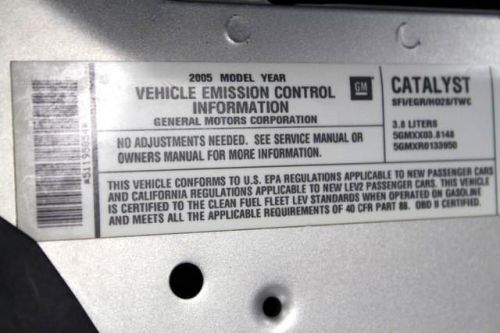 2005 MODEL YEAR
VEHICLE EMISSION CONTROL
INFORMATION
GENERAL MOTORS CORPORATION
GM
CATALYST
SFI/EGR/HO2S/TWC
NO ADJUSTMENTS NEEDED. SEE SERVICE MANUAL OR
OWNERS MANUAL FOR MORE INFORMATION.
3.8 LITERS
5GMXX03.8148
5GMXR0133950
THIS VEHICLE CONFORMS TO U.S. EPA REGULATIONS APPLICABLE TO NEW PASSENGER CARS
AND CALIFORNIA REGULATIONS APPLICABLE TO NEW LEV2 PASSENGER CARS. THIS VEHICLE
IS CERTIFIED TO THE CLEAN FUEL FLEET LEV STANDARDS WHEN OPERATED ON GASOLINE
AND MEETS ALL THE APPLICABLE REQUIREMENTS OF 40 CFR PART 88. OBD II CERTIFIED.